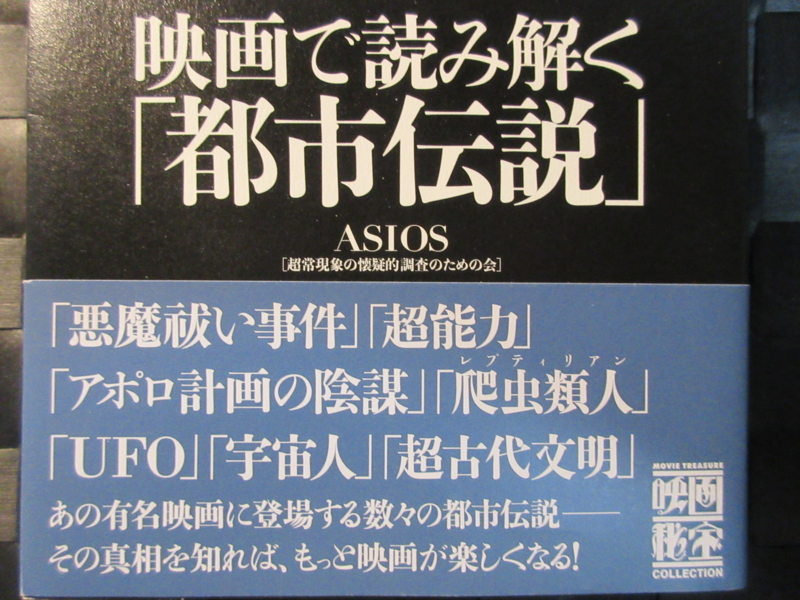 映画で読み解く
「都市伝説」
ASIOS
[超常現象の懐疑的調査のための会]
「悪魔祓い事件」「超能力」
レプティリアン
「アポロ計画の陰謀」「爬虫類人」
「UFO」「宇宙人」「超古代文明」
あの有名映画に登場する数々の都市伝説——
その真相を知れば、もっと映画が楽しくなる!
MOVIE TREASURE
映画
秘宝
COLLECTION